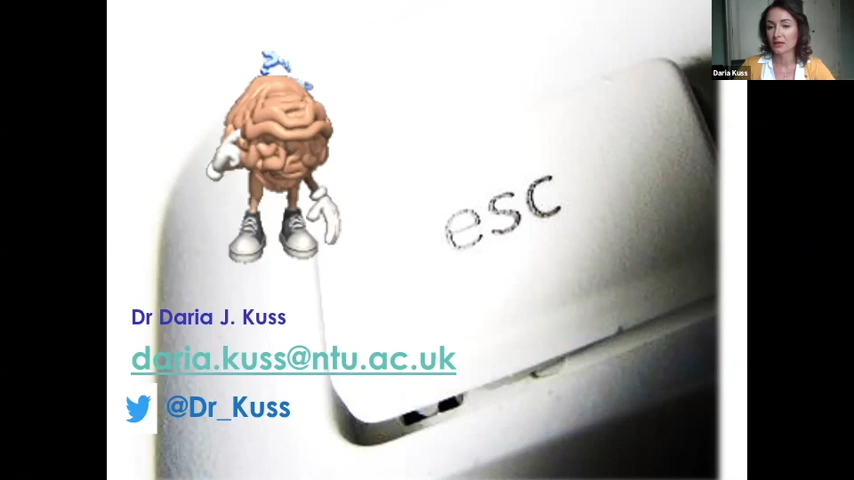 Daria Kuss
esc
Dr Daria J. Kuss
daria.kuss@ntu.ac.uk
@Dr_Kuss